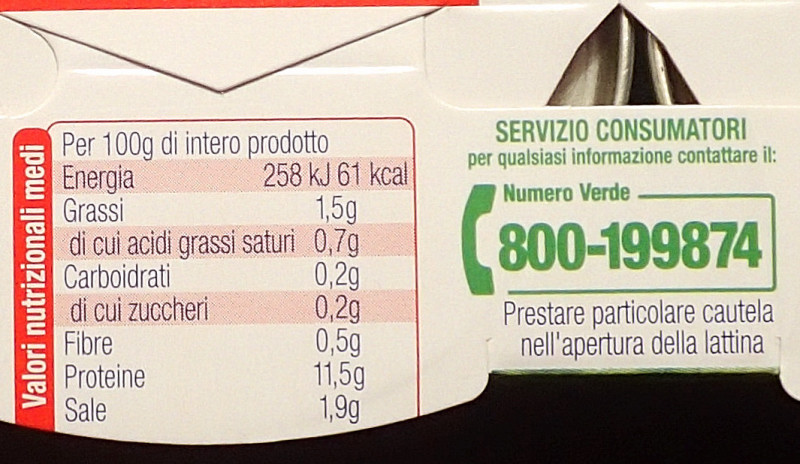 Valori nutrizionali medi
Per 100g di intero prodotto
Energia 258 kJ 61 kcal
Grassi 1,5g
di cui acidi grassi saturi 0,7g
Carboidrati 0,2g
di cui zuccheri 0,2g
Fibre 0,5g
Proteine 11,5g
Sale 1,9g
SERVIZIO CONSUMATORI
per qualsiasi informazione contattare il:
Numero Verde
800-199874
Prestare particolare cautela
nell'apertura della lattina